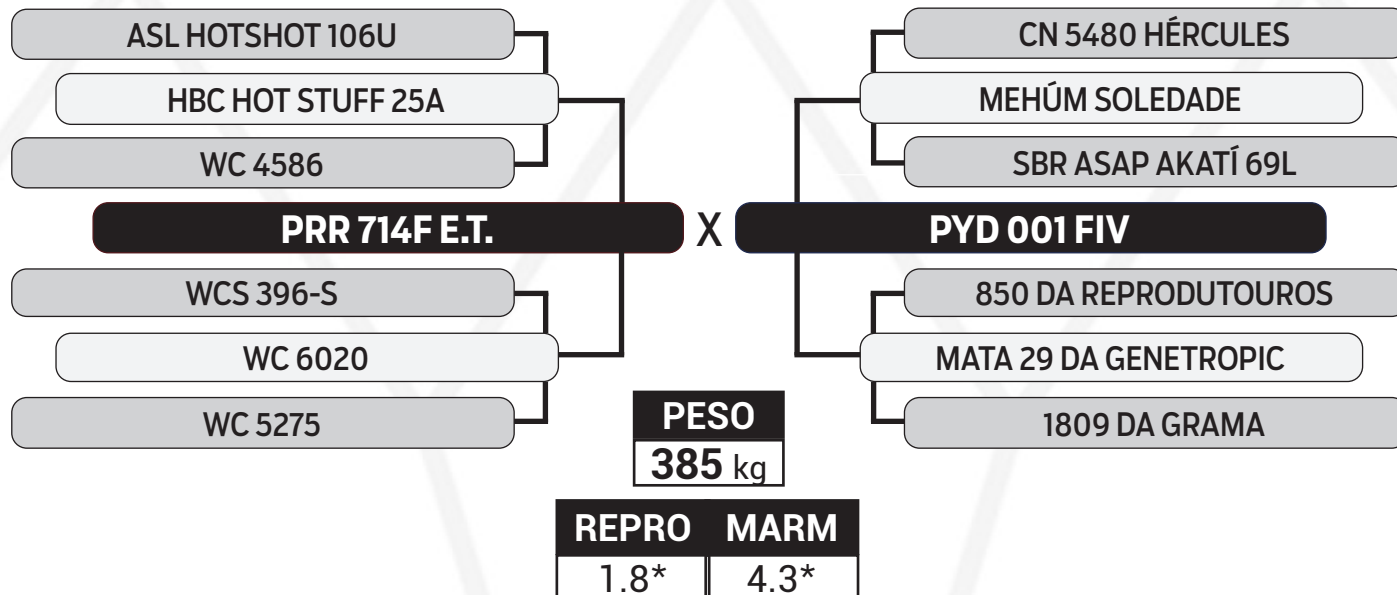 ASL HOTSHOT 106U
CN 5480 HÉRCULES
HBC HOT STUFF 25A
MEHÚM SOLEDADE
WC 4586
SBR ASAP AKATÍ 69L
PRR 714F E.T. X PYD 001 FIV
WCS 396-S
850 DA REPRODUTOUROS
WC 6020
MATA 29 DA GENETROPIC
WC 5275
1809 DA GRAMA
PESO
385 kg
REPRO MARM
1.8* 4.3*